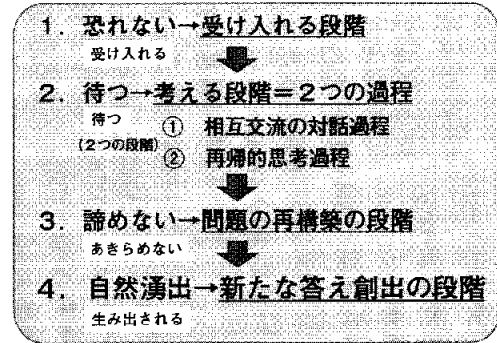 1. 恐れない→受け入れる段階
受け入れる
2. 待つ→考える段階=2つの過程
待つ
(2つの段階)
① 相互交流の対話過程
② 再帰的思考過程
3. 諦めない→問題の再構築の段階
あきらめない
4. 自然湧出→新たな答え創出の段階
生み出される